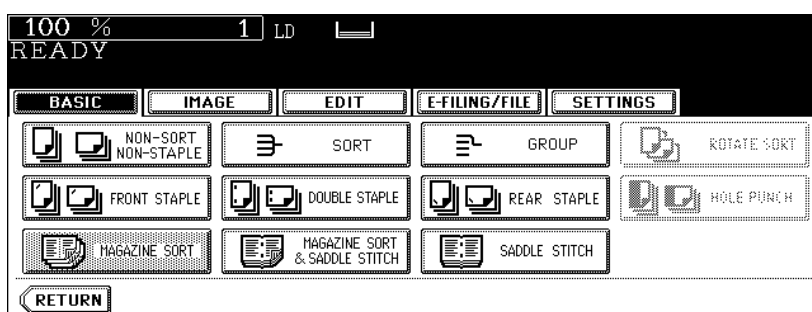 100 % 1 LD
READY
BASIC IMAGE EDIT E-FILING/FILE SETTINGS
NON-SORT
NON-STAPLE
SORT
GROUP
ROTATE SORT
FRONT STAPLE
DOUBLE STAPLE
REAR STAPLE
HOLE PUNCH
MAGAZINE SORT
MAGAZINE SORT
& SADDLE STITCH
SADDLE STITCH
RETURN